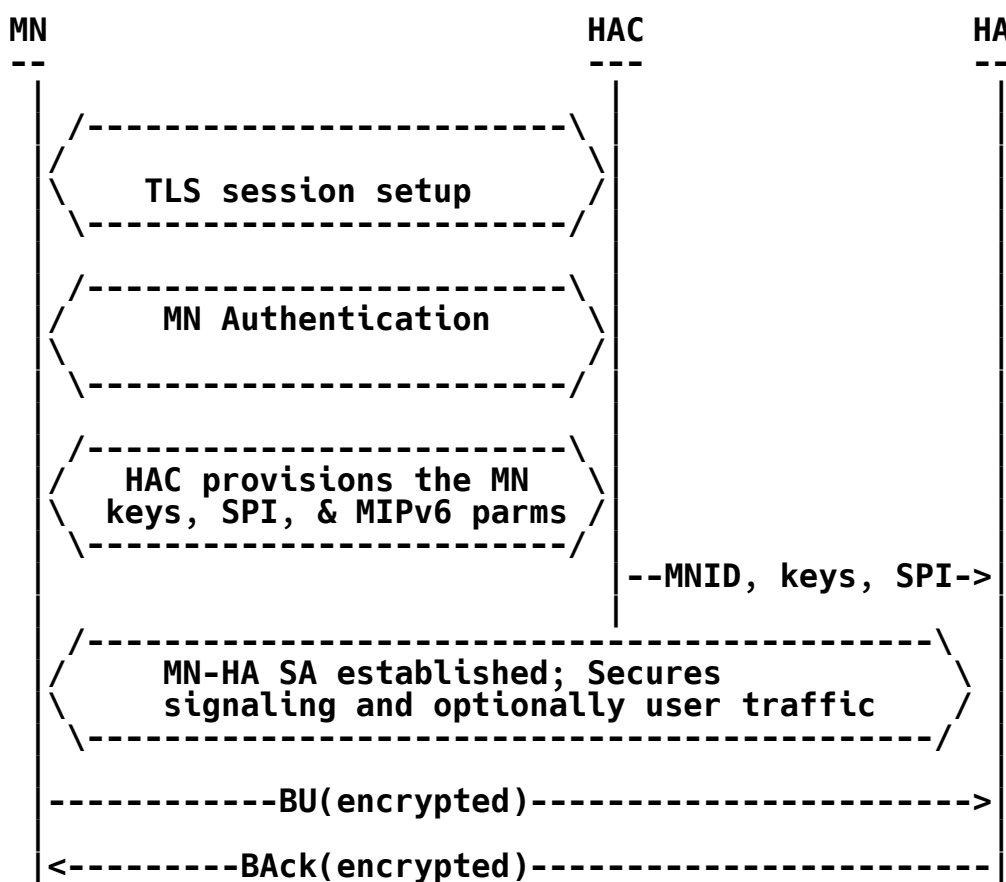 MN HAC HA
-- --- --
/-------------------------\
/ \
\ TLS session setup /
\-------------------------/
/-------------------------\
/ MN Authentication \
\ /
\-------------------------/
/-------------------------\
/ HAC provisions the MN \
\ keys, SPI, & MIPv6 parms /
\-------------------------/
|--MNID, keys, SPI->|
/--------------------------------------------\
/ MN-HA SA established; Secures \
\ signaling and optionally user traffic /
\--------------------------------------------/
|------------BU(encrypted)----------------------->|
|<---------BAck(encrypted)------------------------|